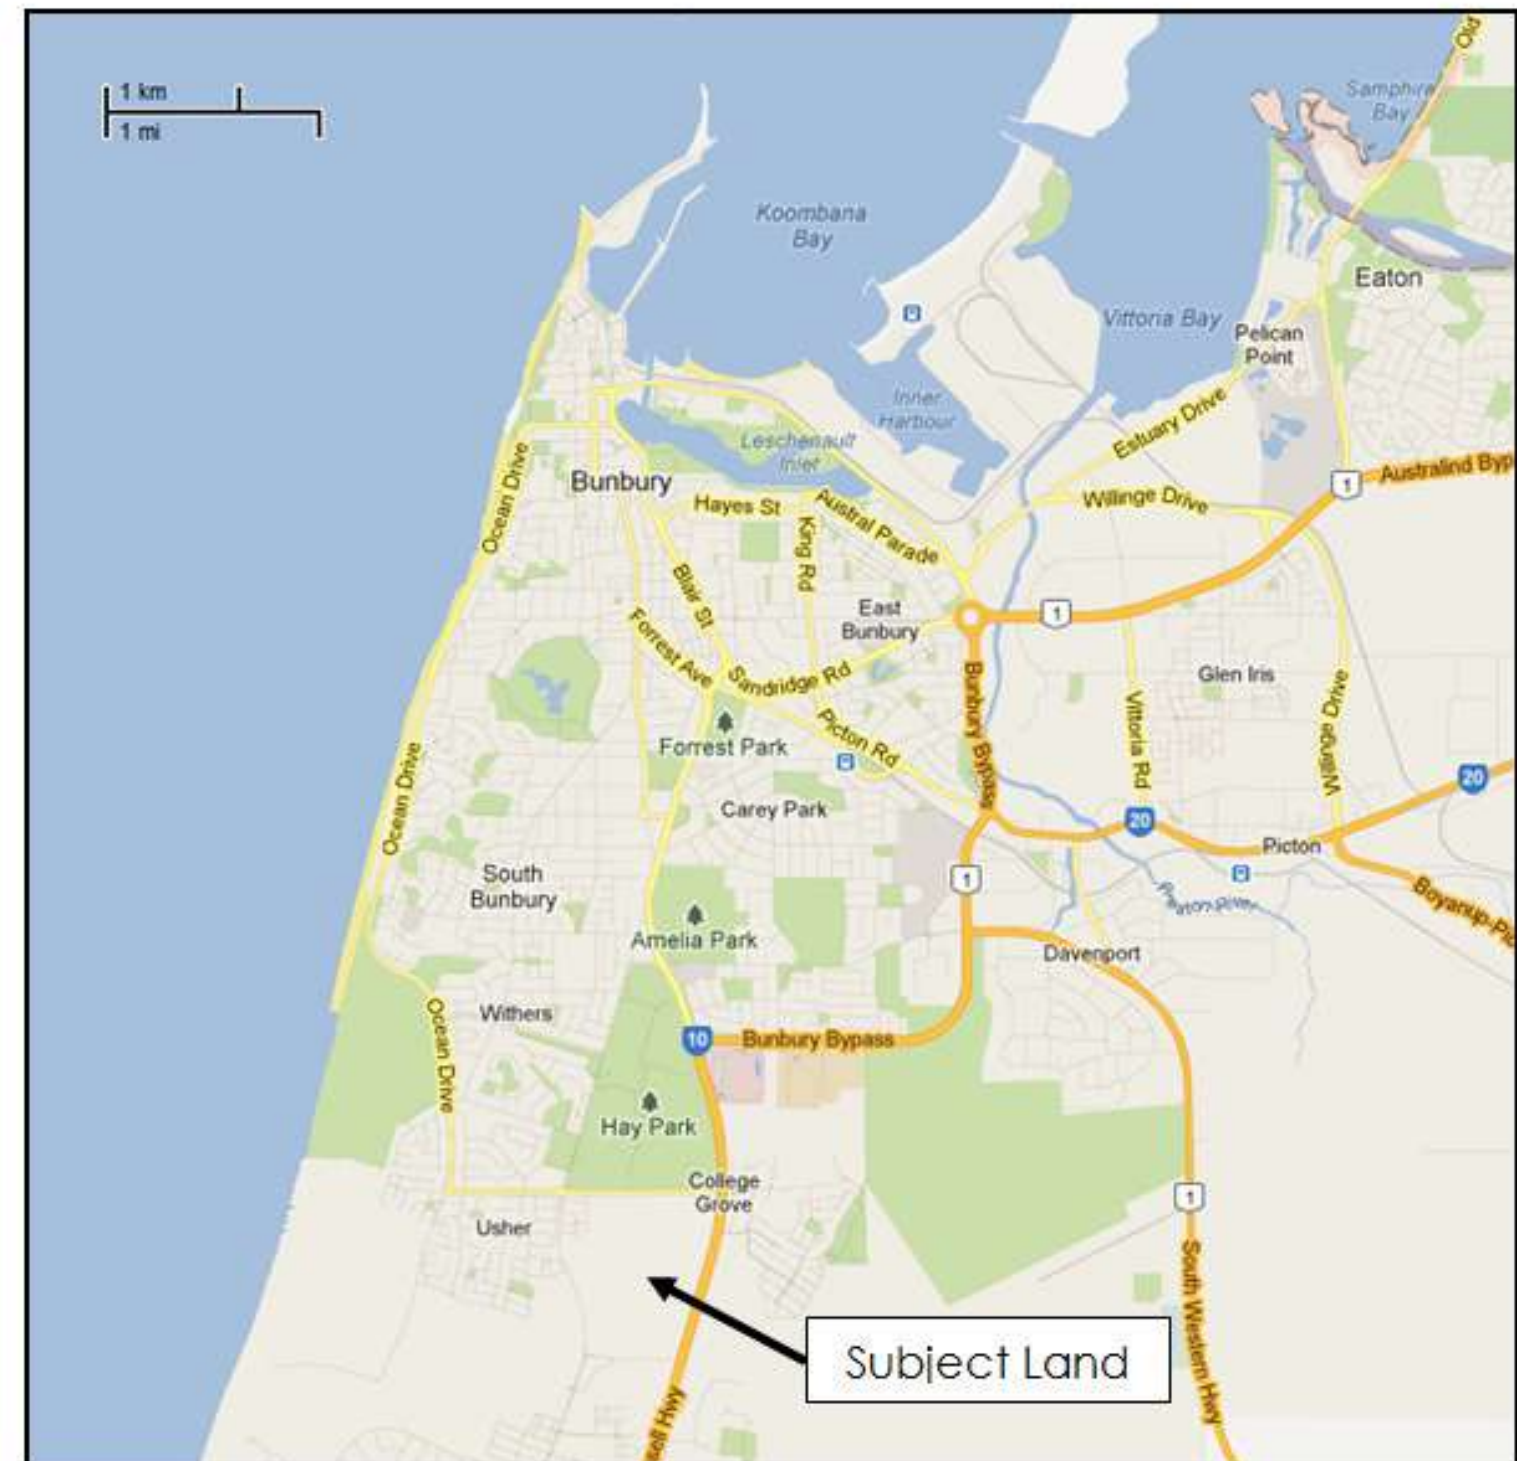 Old
1 km
1 mi
Samphire
Bay
Koombana
Bay
Eaton
Vittoria Bay
Pelican
Point
Inner
Harbour
Estuary Drive
Leschenault
Inlet
Ocean Drive
Bunbury
Hayes St
Austral Parade
Willinge Drive
1
Australind Byp
King Rd
Blair St
East
Bunbury
1
Forrest Ave
Sandridge Rd
Glen Iris
Bunbury Bypass
Vittoria Rd
Willinge Drive
Forrest Park
Picton Rd
20
Ocean Drive
Carey Park
20
Picton
South
Bunbury
1
Preston River
Boyanup-Pic
Amelia Park
Davenport
Withers
Ocean Drive
10
Bunbury Bypass
Hay Park
College
Grove
1
Usher
South Western Hwy
Subject Land
sell Hwy